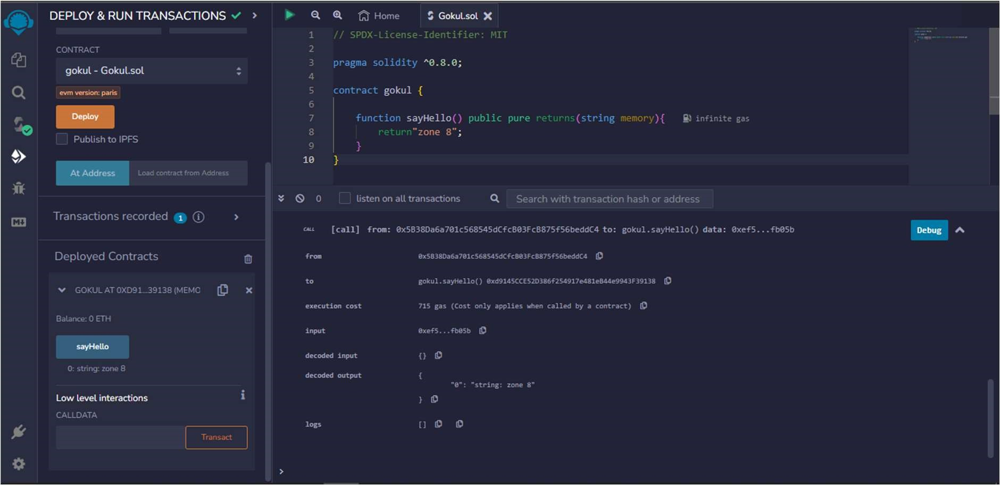 DEPLOY & RUN TRANSACTIONS
CONTRACT
gokul - Gokul.sol
evm version: paris
Deploy
Publish to IPFS
At Address
Load contract from Address
Transactions recorded 1
Deployed Contracts
GOKUL AT 0XD91...39138 (MEMO
Balance: 0 ETH
sayHello
0: string: zone 8
Low level interactions
CALLDATA
Transact
Home
Gokul.sol
1 // SPDX-License-Identifier: MIT
2
3 pragma solidity ^0.8.0;
4
5 contract gokul {
6
7 function sayHello() public pure returns(string memory){ infinite gas
8 return"zone 8";
9 }
10 }
0
listen on all transactions
Search with transaction hash or address
CALL [call] from: 0x5B38Da6a701c568545dCfcB03FcB875f56beddC4 to: gokul.sayHello() data: 0xef5...fb05b
Debug
from 0x5B38Da6a701c568545dCfcB03FcB875f56beddC4
to gokul.sayHello() 0xd9145CCE52D386f254917e481eB44e9943F39138
execution cost 715 gas (Cost only applies when called by a contract)
input 0xef5...fb05b
decoded input {}
decoded output {
"0": "string: zone 8"
}
logs []
>